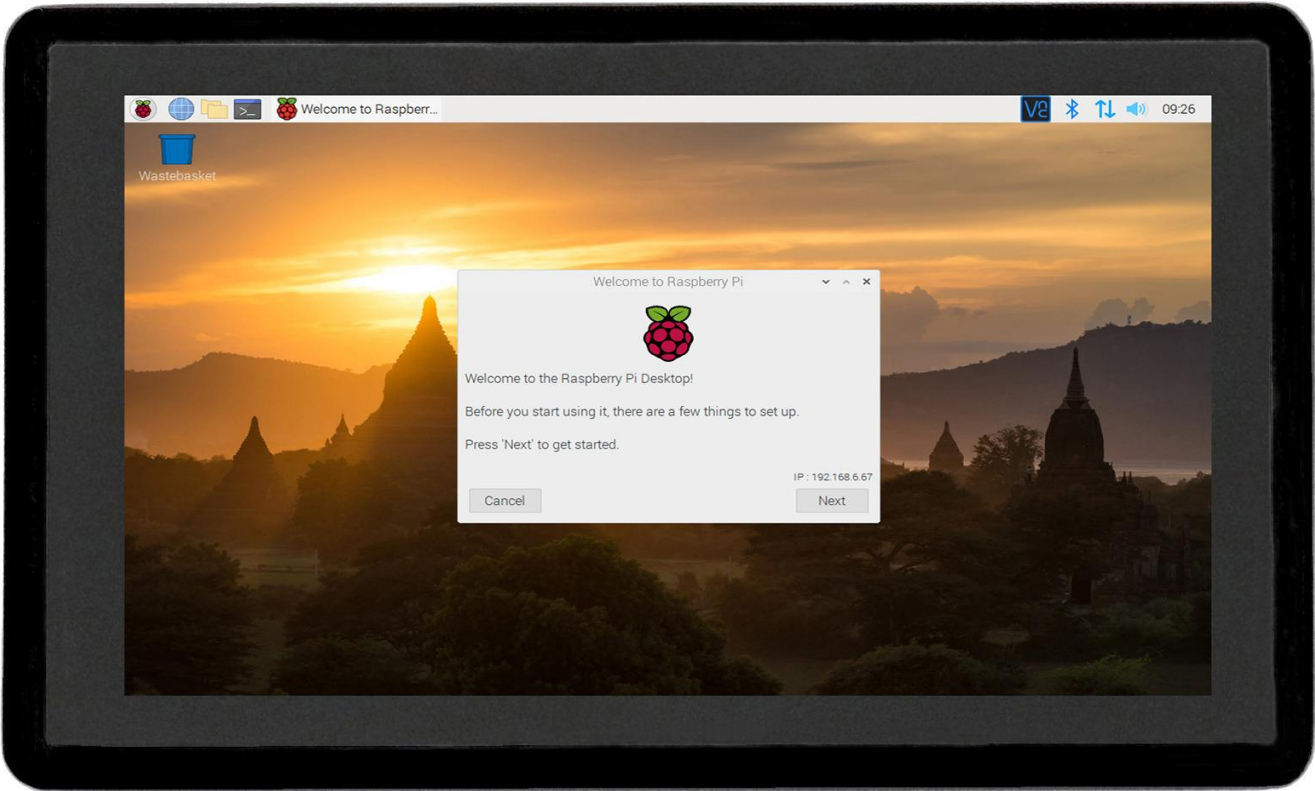 Welcome to Raspberr...
VC
09:26
Wastebasket
Welcome to Raspberry Pi
Welcome to the Raspberry Pi Desktop!
Before you start using it, there are a few things to set up.
Press 'Next' to get started.
IP : 192.168.6.67
Cancel
Next